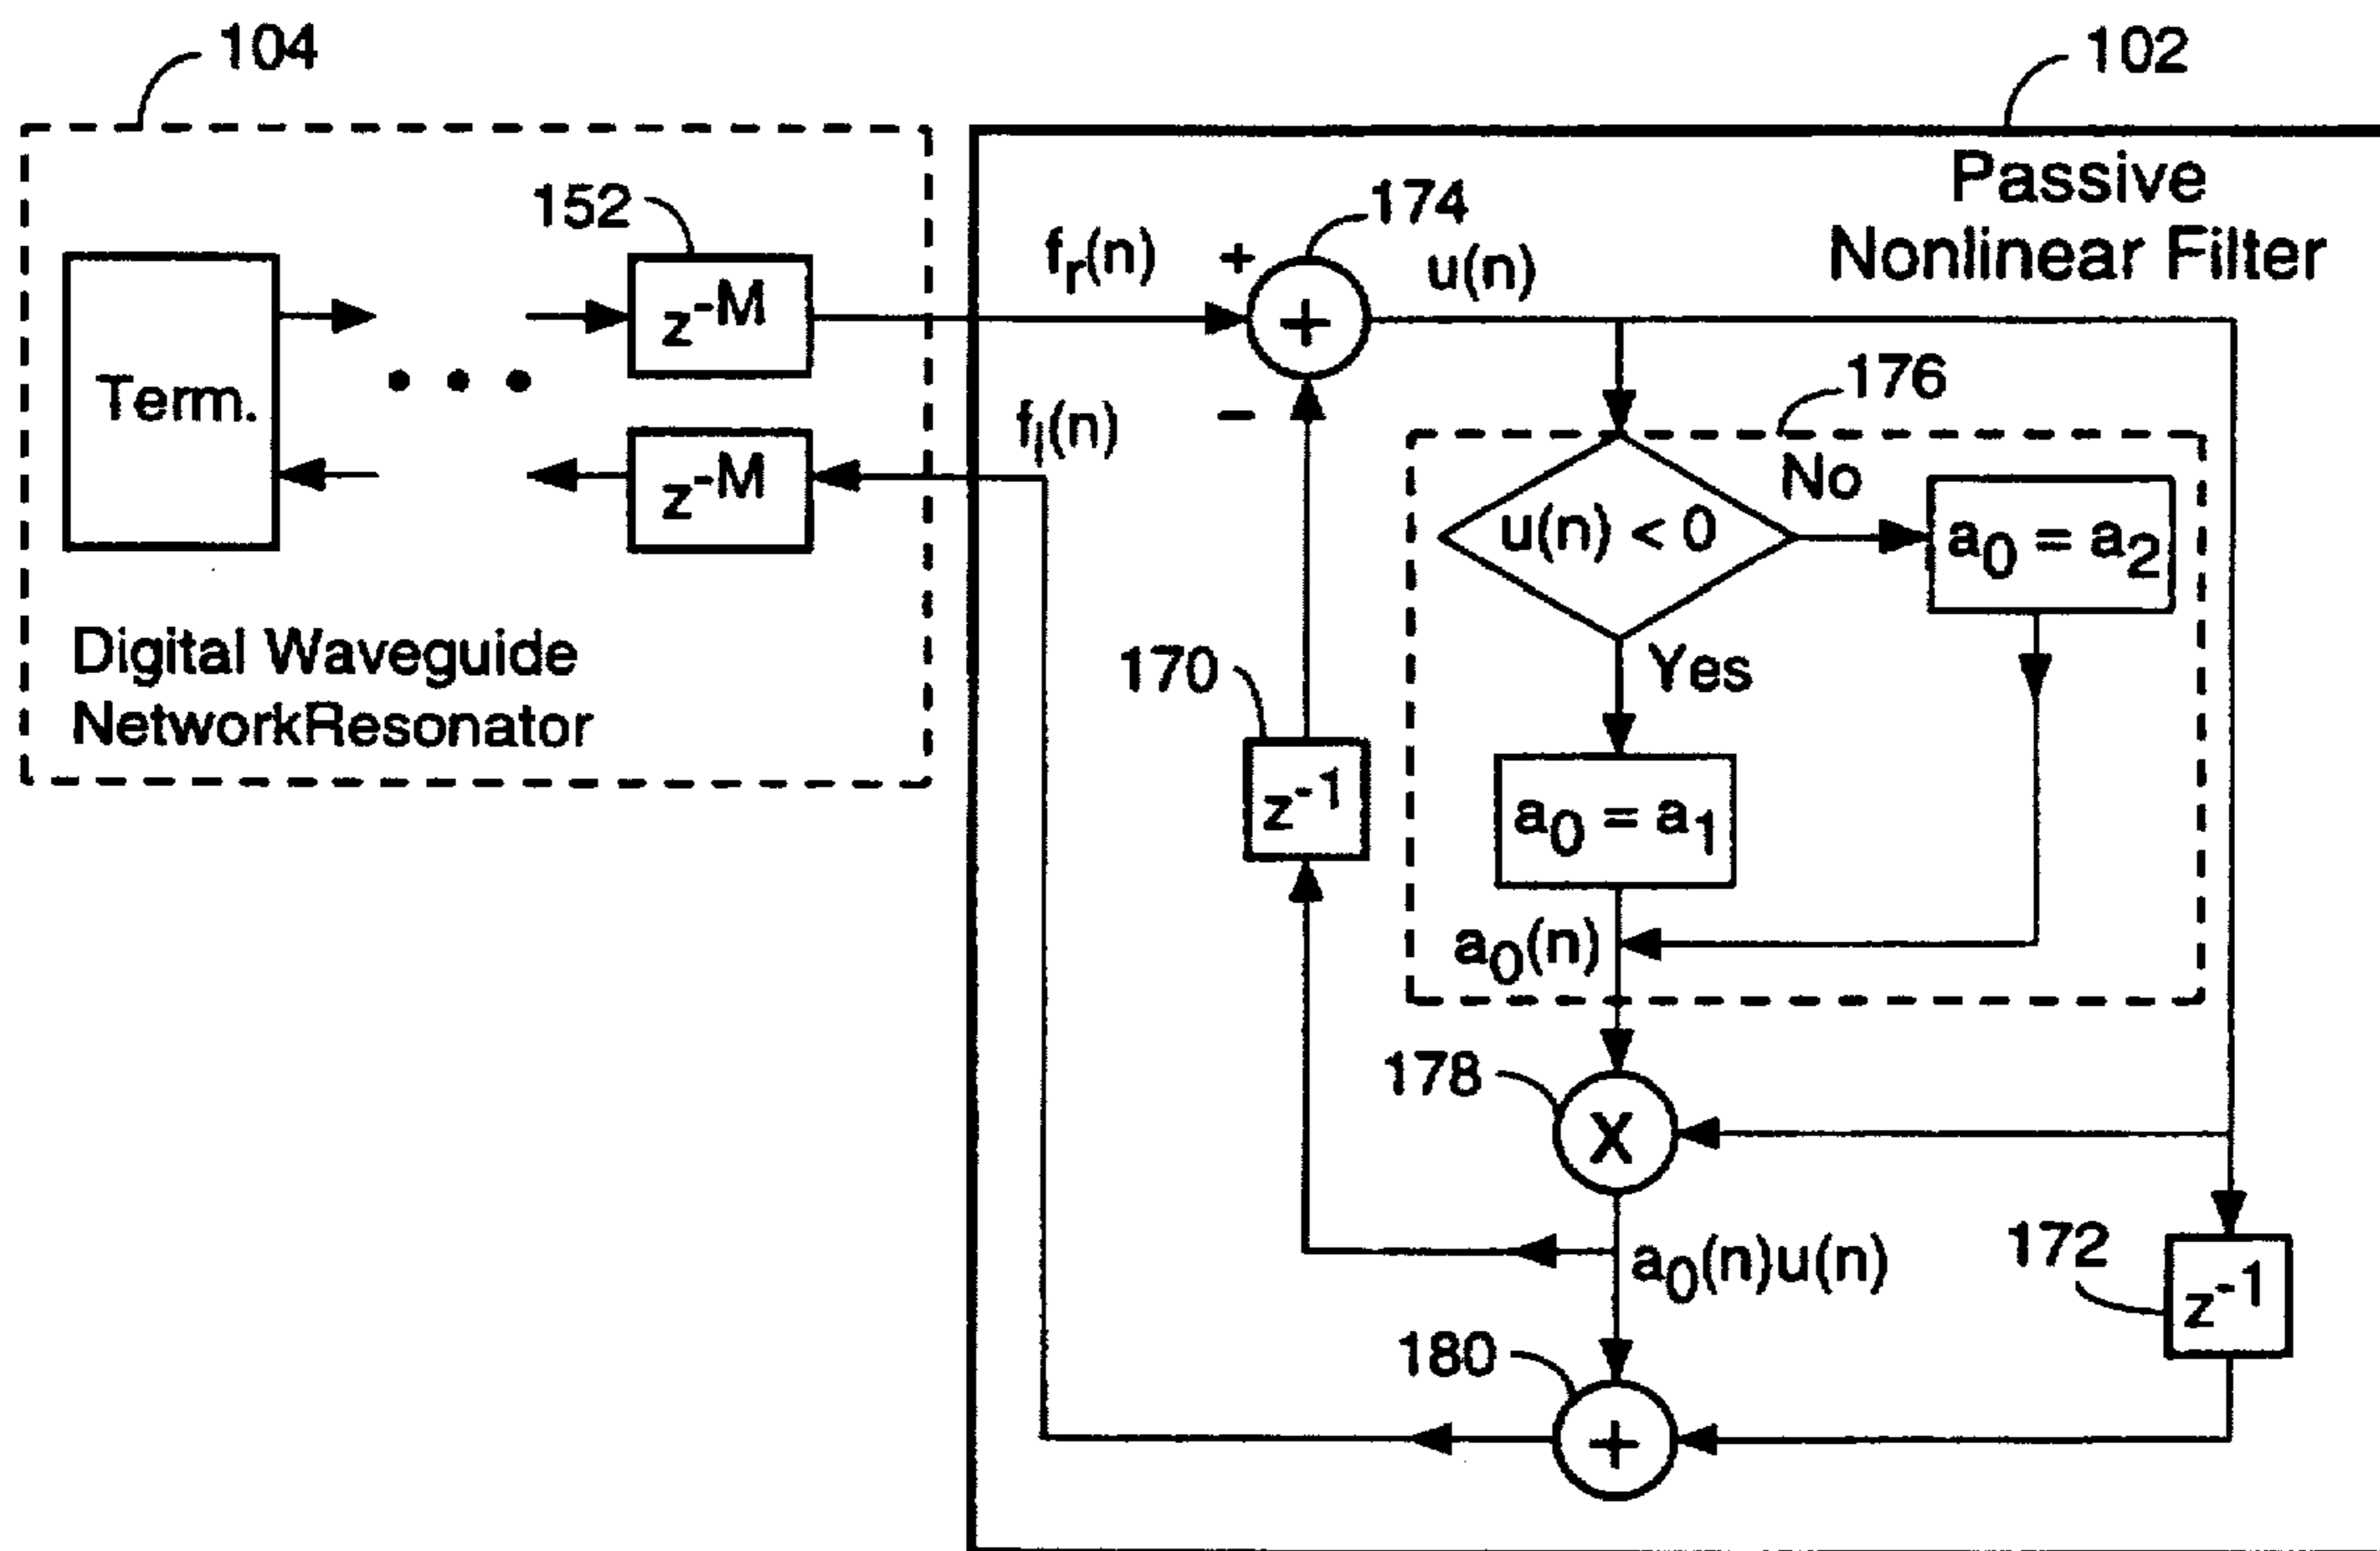 104
102
Passive
Nonlinear Filter
152
174
fr(n)
+
u(n)
z-M
+
Term.
• • •
176
fl(n)
−
No
z-M
u(n) < 0
a0 = a2
Digital Waveguide
NetworkResonator
170
Yes
z-1
a0 = a1
a0(n)
178
X
172
a0(n)u(n)
z-1
180
+